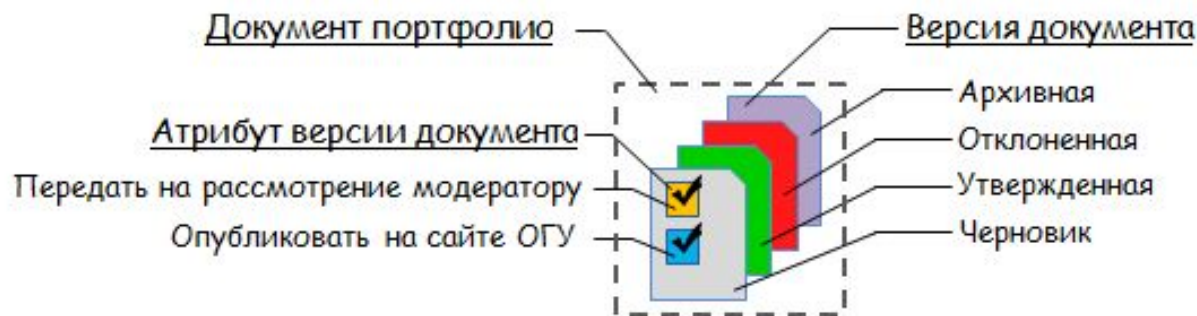 Документ портфолио
Версия документа
Архивная
Атрибут версии документа
Отклоненная
Передать на рассмотрение модератору
Утвержденная
Опубликовать на сайте ОГУ
Черновик